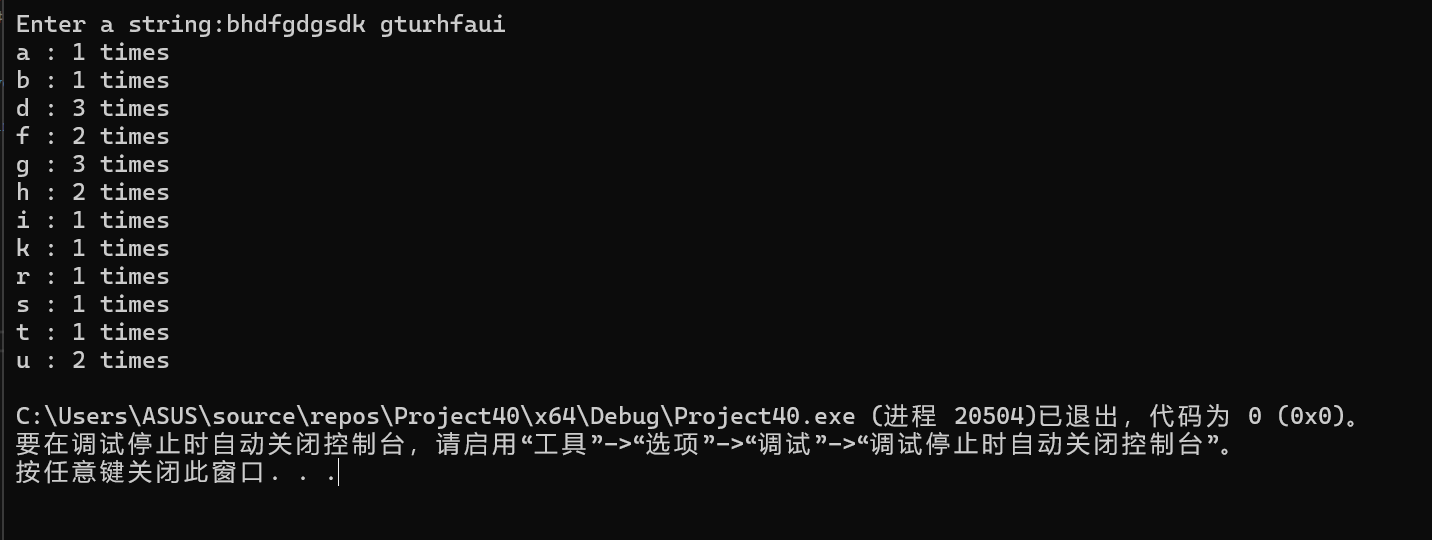 Enter a string:bhdfgdgsdk gturhfaui
a : 1 times
b : 1 times
d : 3 times
f : 2 times
g : 3 times
h : 2 times
i : 1 times
k : 1 times
r : 1 times
s : 1 times
t : 1 times
u : 2 times
C:\Users\ASUS\source\repos\Project40\x64\Debug\Project40.exe (进程 20504)已退出，代码为 0 (0x0)。
要在调试停止时自动关闭控制台，请启用“工具”->“选项”->“调试”->“调试停止时自动关闭控制台”。
按任意键关闭此窗口. . .